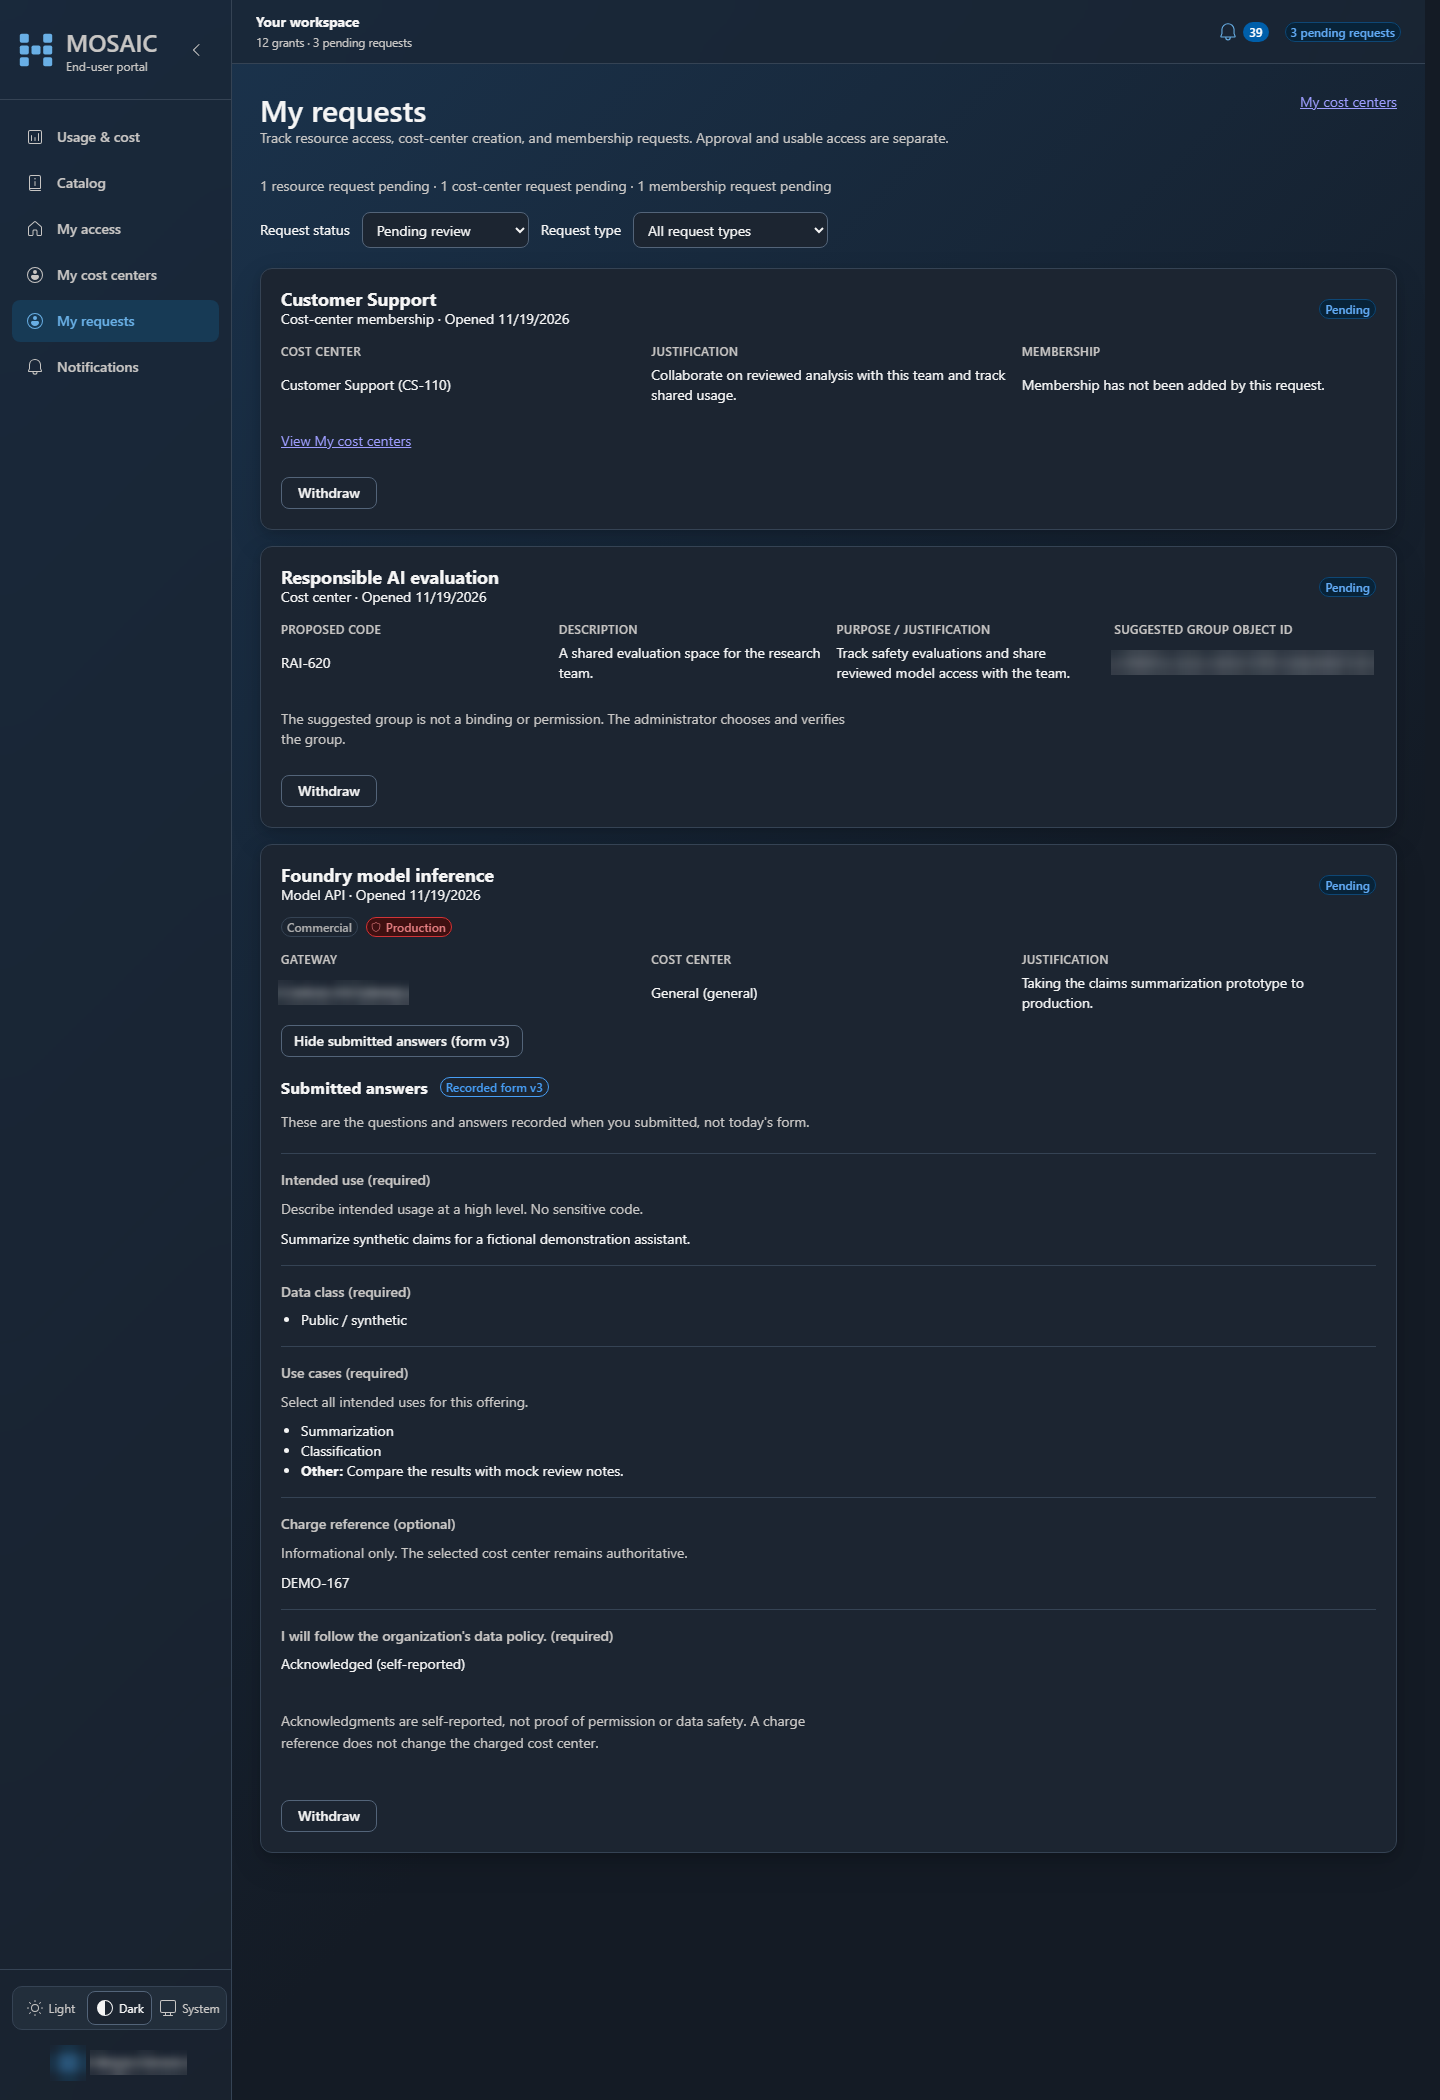 MOSAIC
End-user portal
Usage & cost
Catalog
My access
My cost centers
My requests
Notifications
Light
Dark
System
Your workspace
12 grants · 3 pending requests
39
3 pending requests
My requests
My cost centers
Track resource access, cost-center creation, and membership requests. Approval and usable access are separate.
1 resource request pending · 1 cost-center request pending · 1 membership request pending
Request status
Pending review
Request type
All request types
Customer Support
Cost-center membership · Opened 11/19/2026
Pending
COST CENTER
Customer Support (CS-110)
JUSTIFICATION
Collaborate on reviewed analysis with this team and track
shared usage.
MEMBERSHIP
Membership has not been added by this request.
View My cost centers
Withdraw
Responsible AI evaluation
Cost center · Opened 11/19/2026
Pending
PROPOSED CODE
RAI-620
DESCRIPTION
A shared evaluation space for the research
team.
PURPOSE / JUSTIFICATION
Track safety evaluations and share
reviewed model access with the team.
SUGGESTED GROUP OBJECT ID
The suggested group is not a binding or permission. The administrator chooses and verifies
the group.
Withdraw
Foundry model inference
Model API · Opened 11/19/2026
Pending
Commercial
Production
GATEWAY
COST CENTER
General (general)
JUSTIFICATION
Taking the claims summarization prototype to
production.
Hide submitted answers (form v3)
Submitted answers
Recorded form v3
These are the questions and answers recorded when you submitted, not today's form.
Intended use (required)
Describe intended usage at a high level. No sensitive code.
Summarize synthetic claims for a fictional demonstration assistant.
Data class (required)
• Public / synthetic
Use cases (required)
Select all intended uses for this offering.
• Summarization
• Classification
• Other: Compare the results with mock review notes.
Charge reference (optional)
Informational only. The selected cost center remains authoritative.
DEMO-167
I will follow the organization's data policy. (required)
Acknowledged (self-reported)
Acknowledgments are self-reported, not proof of permission or data safety. A charge
reference does not change the charged cost center.
Withdraw